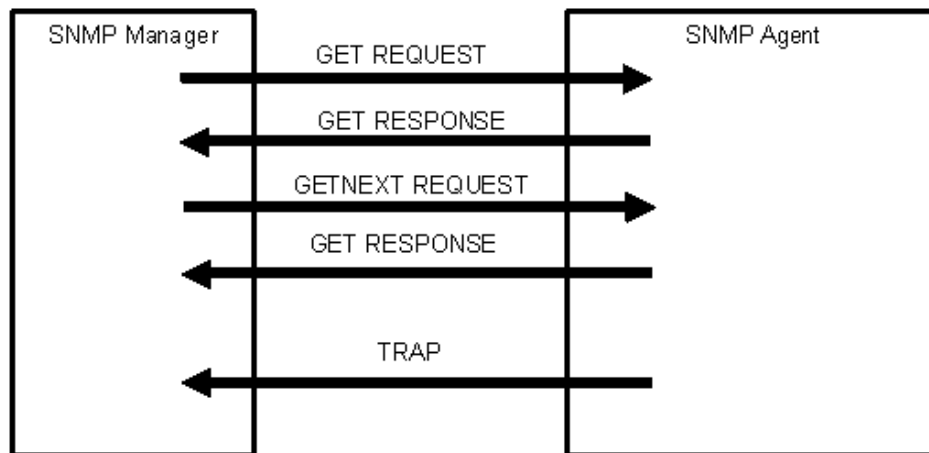 SNMP Manager
SNMP Agent
GET REQUEST
GET RESPONSE
GETNEXT REQUEST
GET RESPONSE
TRAP